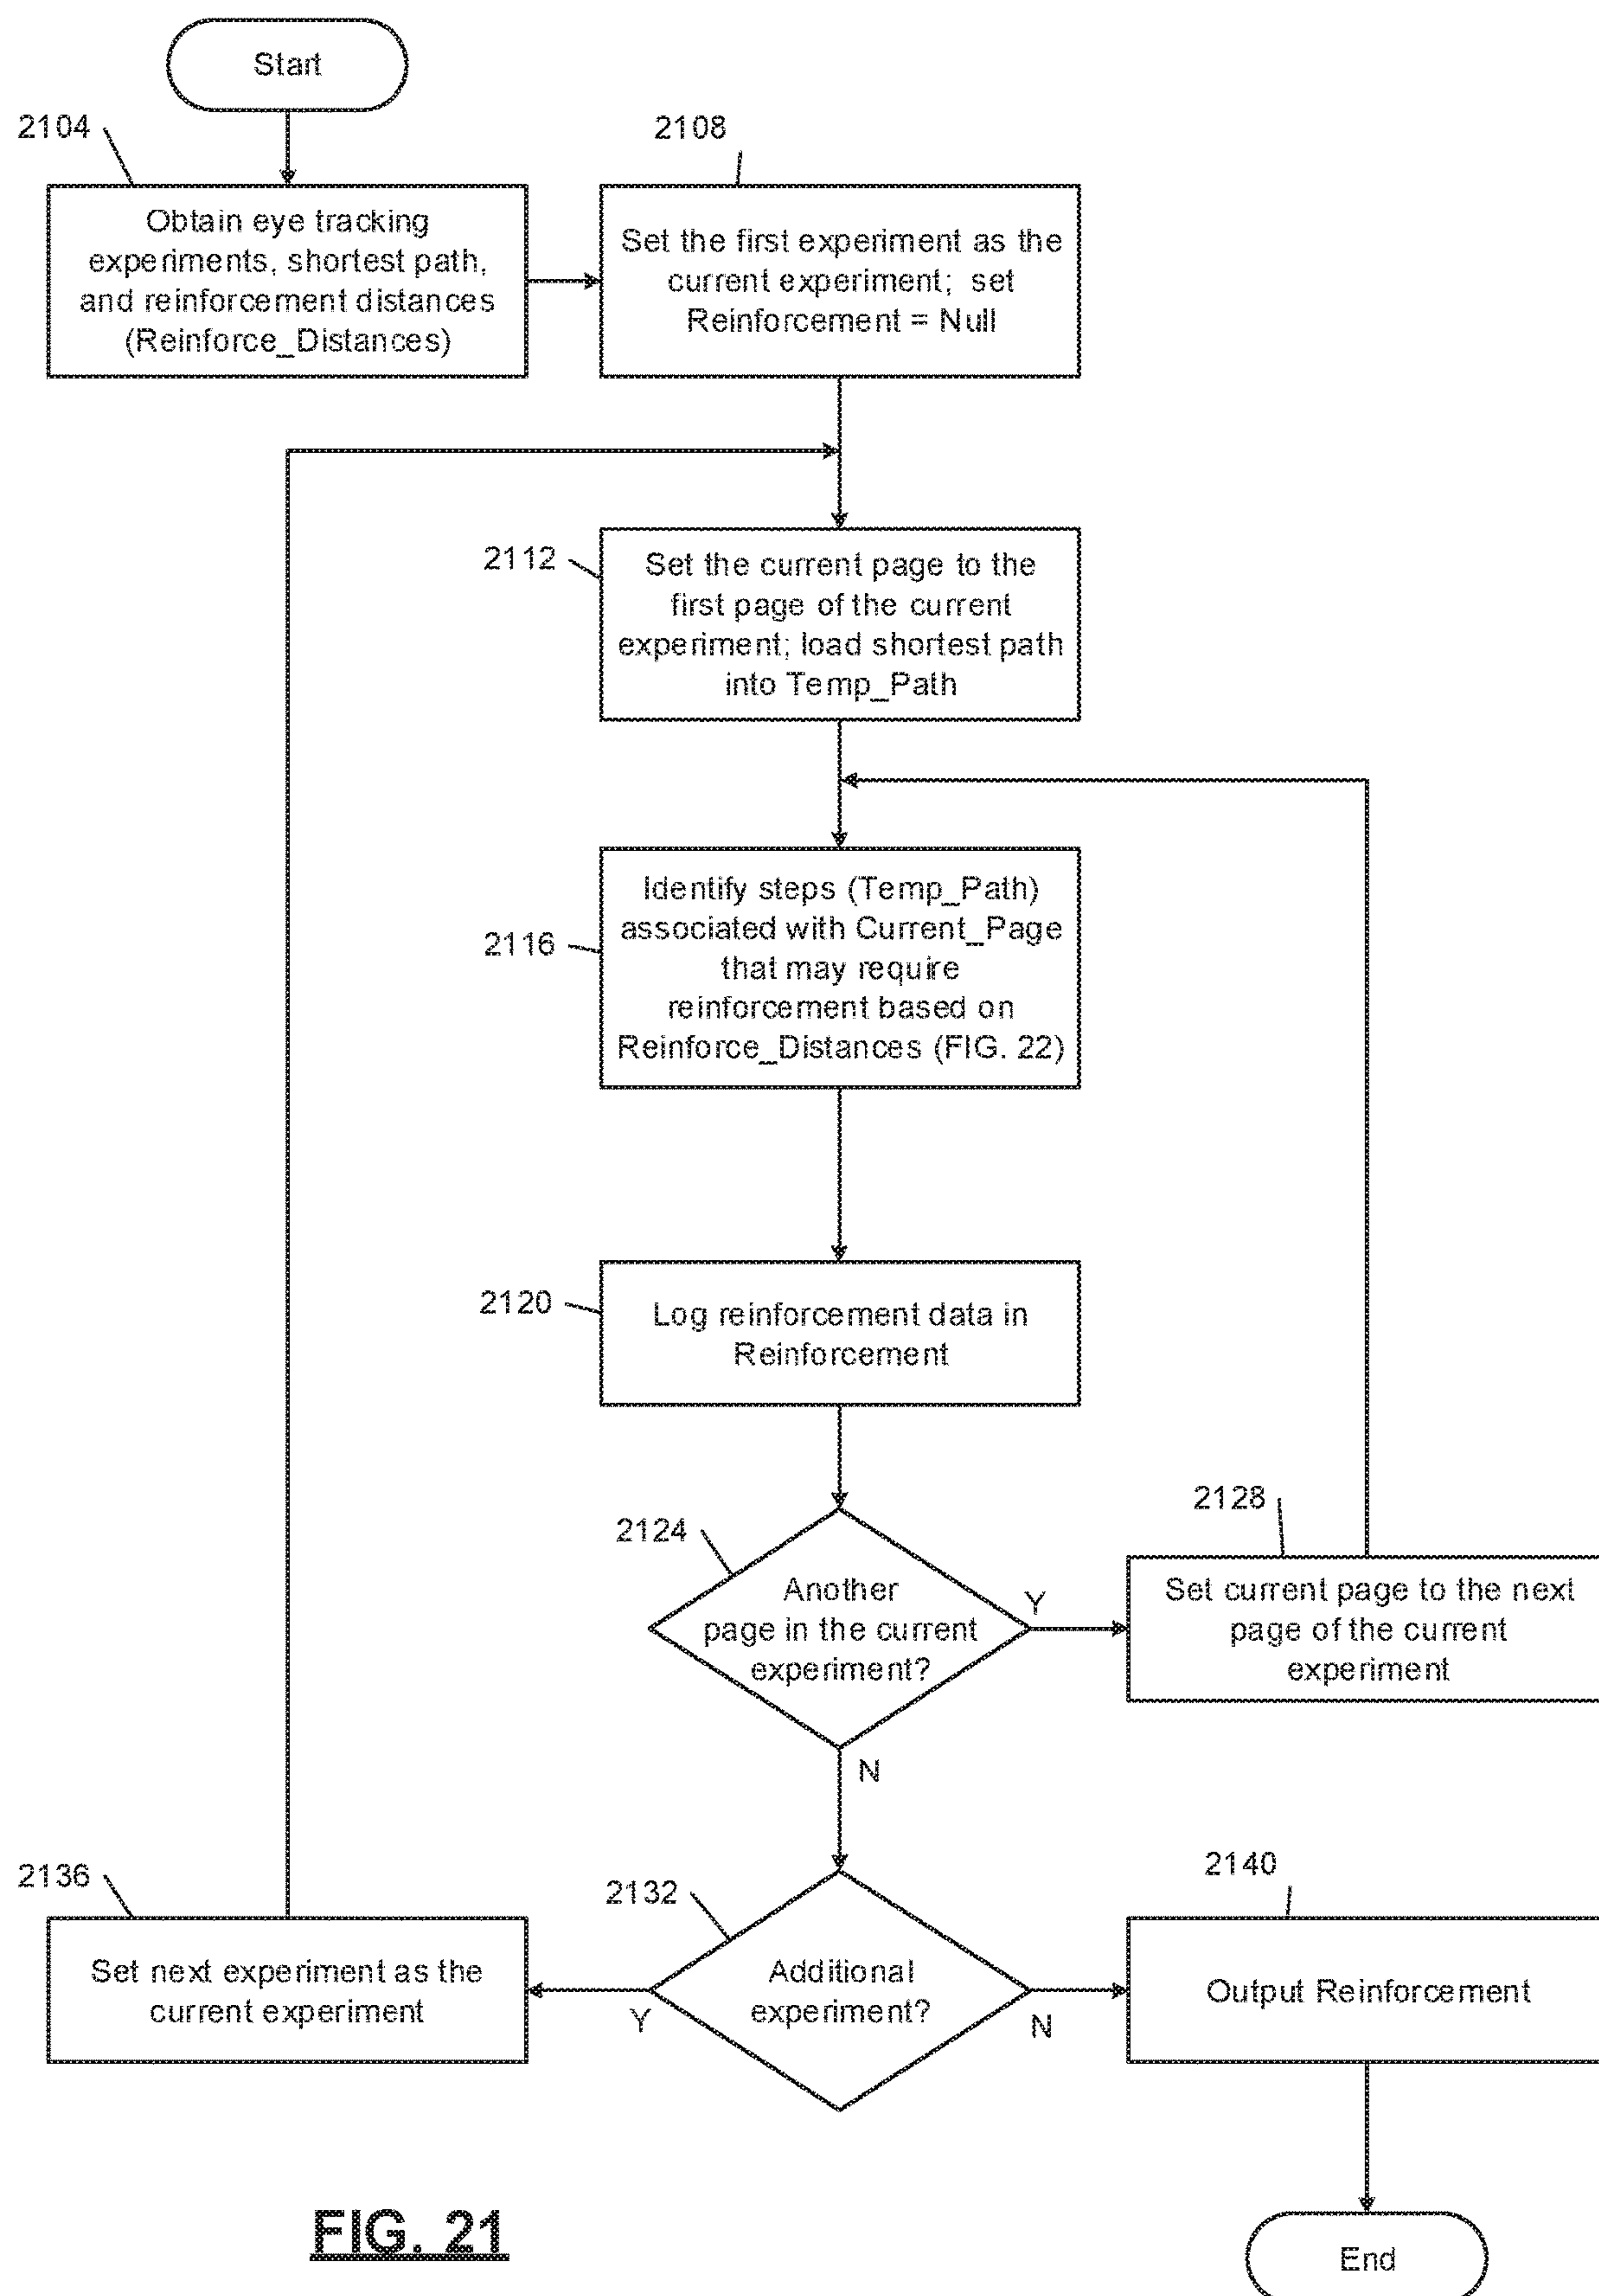 Start
2104
2108
Obtain eye tracking
experiments, shortest path,
and reinforcement distances
(Reinforce_Distances)
Set the first experiment as the
current experiment; set
Reinforcement = Null
2112
Set the current page to the
first page of the current
experiment; load shortest path
into Temp_Path
2116
Identify steps (Temp_Path)
associated with Current_Page
that may require
reinforcement based on
Reinforce_Distances (FIG. 22)
2120
Log reinforcement data in
Reinforcement
2124
Another
page in the current
experiment?
Y
N
2128
Set current page to the next
page of the current
experiment
2132
Additional
experiment?
Y
N
2136
Set next experiment as the
current experiment
2140
Output Reinforcement
End
FIG. 21